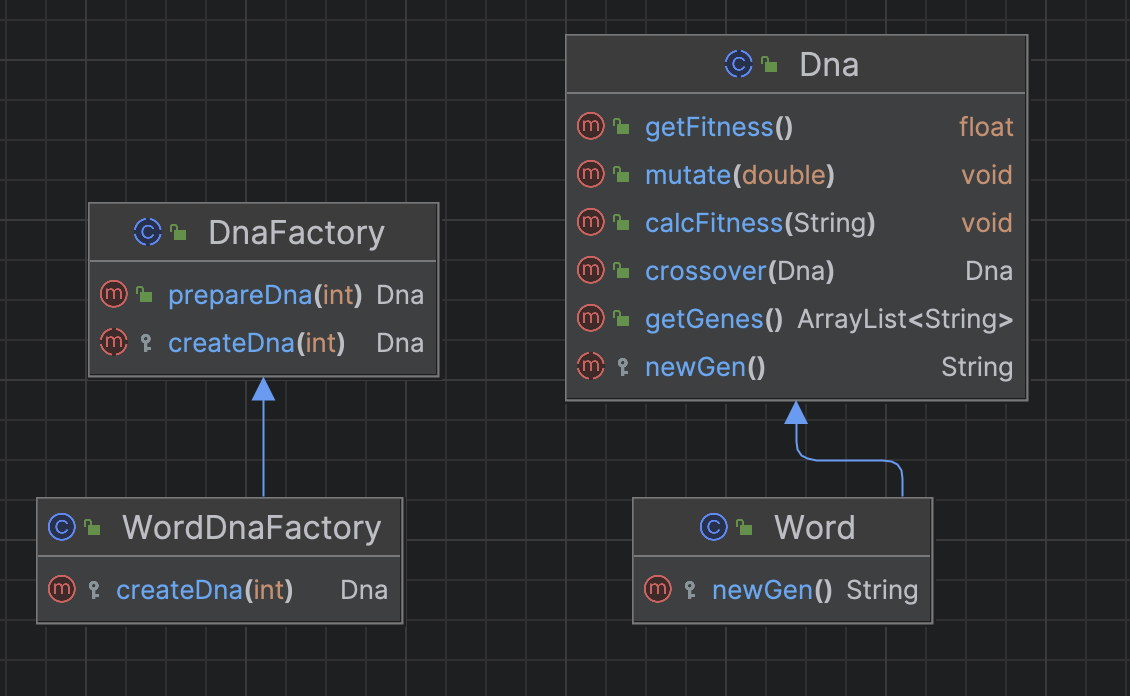 Dna
getFitness() float
mutate(double) void
calcFitness(String) void
crossover(Dna) Dna
getGenes() ArrayList<String>
newGen() String
DnaFactory
prepareDna(int) Dna
createDna(int) Dna
WordDnaFactory
createDna(int) Dna
Word
newGen() String